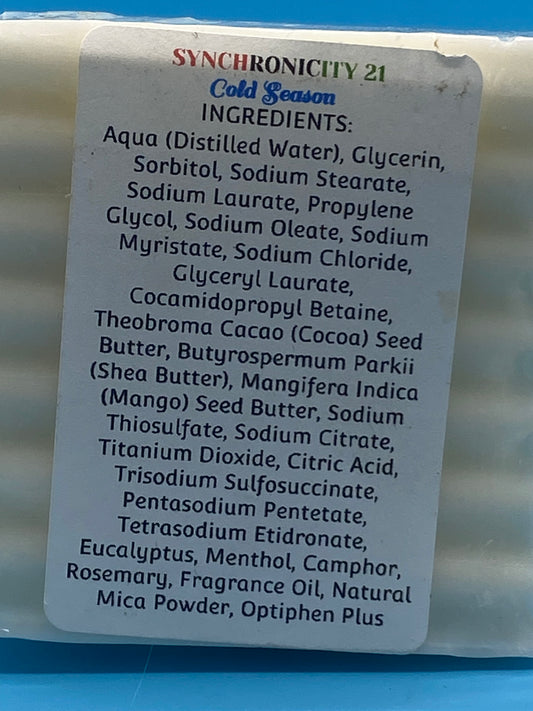 SYNCHRONICITY 21
Cold Season
INGREDIENTS:
Aqua (Distilled Water), Glycerin,
Sorbitol, Sodium Stearate,
Sodium Laurate, Propylene
Glycol, Sodium Oleate, Sodium
Myristate, Sodium Chloride,
Glyceryl Laurate,
Cocamidopropyl Betaine,
Theobroma Cacao (Cocoa) Seed
Butter, Butyrospermum Parkii
(Shea Butter), Mangifera Indica
(Mango) Seed Butter, Sodium
Thiosulfate, Sodium Citrate,
Titanium Dioxide, Citric Acid,
Trisodium Sulfosuccinate,
Pentasodium Pentetate,
Tetrasodium Etidronate,
Eucalyptus, Menthol, Camphor,
Rosemary, Fragrance Oil, Natural
Mica Powder, Optiphen Plus